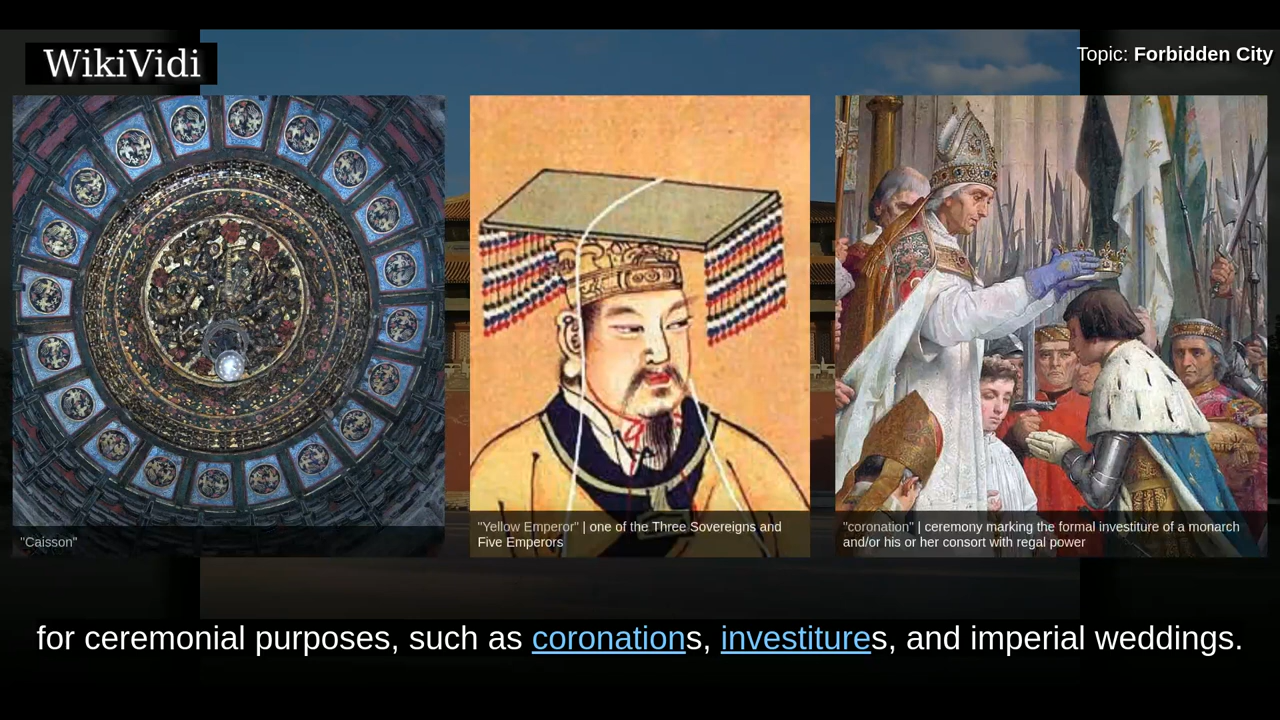 WikiVidi
Topic: Forbidden City
"Caisson"
"Yellow Emperor" | one of the Three Sovereigns and
Five Emperors
"coronation" | ceremony marking the formal investiture of a monarch
and/or his or her consort with regal power
for ceremonial purposes, such as coronations, investitures, and imperial weddings.